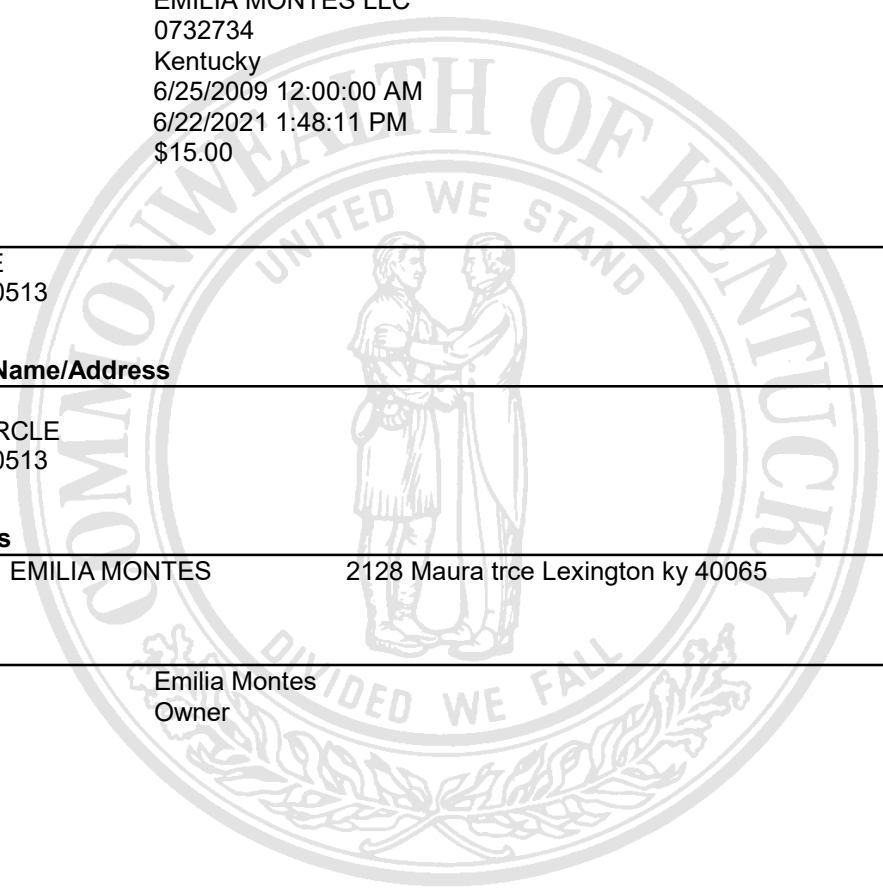 EMILIA MONTES LLC
0732734
Kentucky
6/25/2009 12:00:00 AM
6/22/2021 1:48:11 PM
$15.00
COMMONWEALTH OF KENTUCKY
UNITED WE STAND
E
0513
Name/Address
RCLE
0513
s
EMILIA MONTES 2128 Maura trce Lexington ky 40065
DIVIDED WE FALL
Emilia Montes
Owner